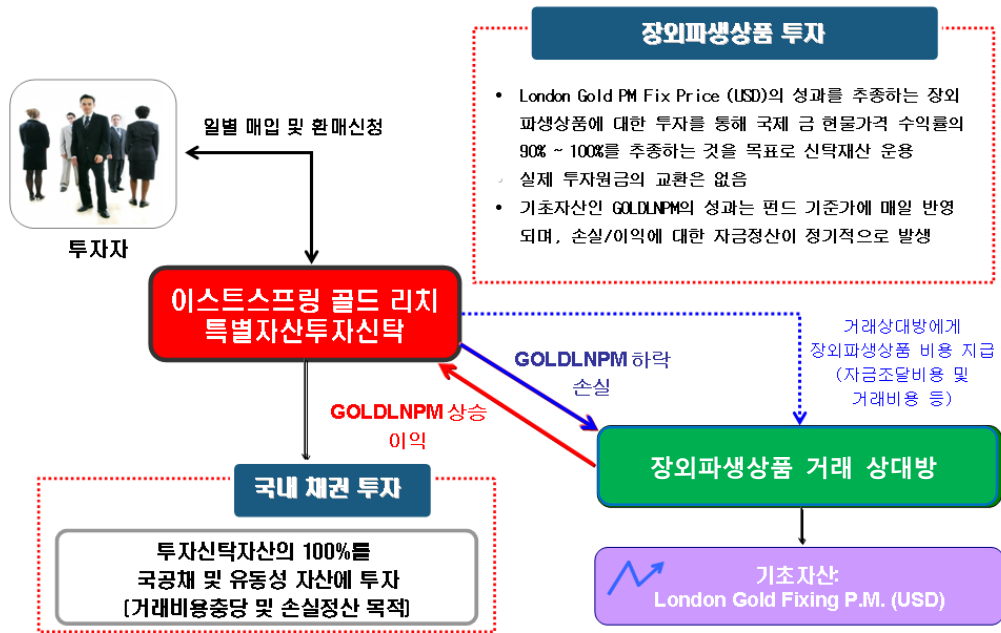 장외파생상품 투자
• London Gold PM Fix Price (USD)의 성과를 추종하는 장외
파생상품에 대한 투자를 통해 국제 금 현물가격 수익률의
90% ~ 100%를 추종하는 것을 목표로 신탁재산 운용
실제 투자원금의 교환은 없음
• 기초자산인 GOLDLNPM의 성과는 펀드 기준가에 매일 반영
되며, 손실/이익에 대한 자금정산이 정기적으로 발생
일별 매입 및 환매신청
투자자
이스트스프링 골드 리치
특별자산투자신탁
거래상대방에게
장외파생상품 비용 지급
(자금조달비용 및
거래비용 등)
GOLDLNPM 하락
손실
GOLDLNPM 상승
이익
장외파생상품 거래 상대방
국내 채권 투자
투자신탁자산의 100%를
국공채 및 유동성 자산에 투자
(거래비용충당 및 손실정산 목적)
기초자산:
London Gold Fixing P.M. (USD)